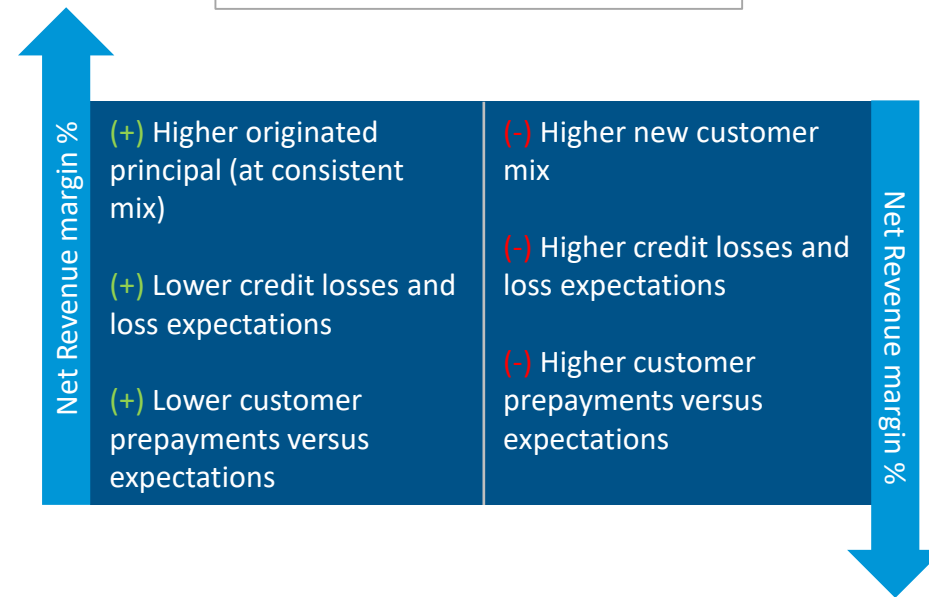 Net Revenue margin %
(+) Higher originated
principal (at consistent
mix)
(+) Lower credit losses and
loss expectations
(+) Lower customer
prepayments versus
expectations
(-) Higher new customer
mix
(-) Higher credit losses and
loss expectations
(-) Higher customer
prepayments versus
expectations
Net Revenue margin %